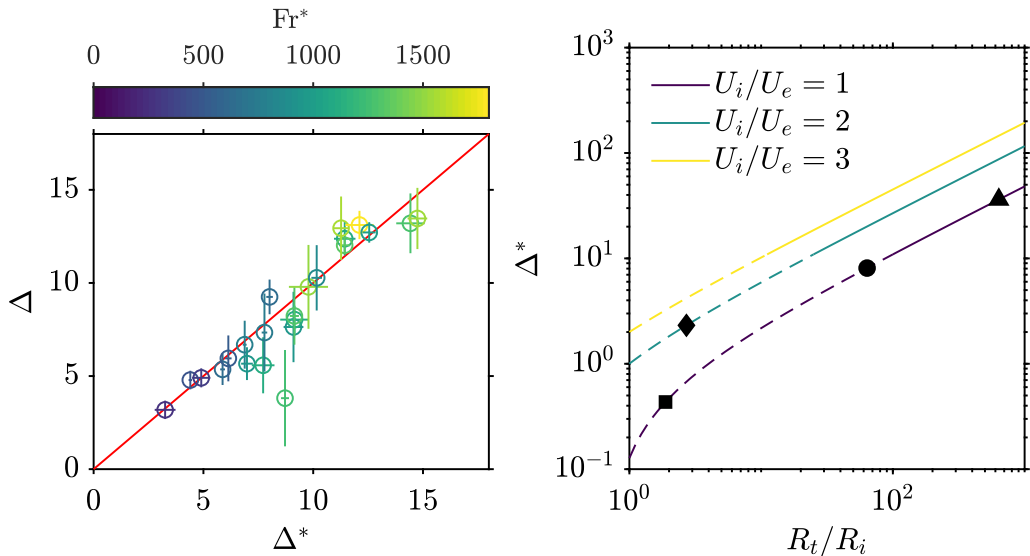 Fr*
0 500 1000 1500
15
10
5
0
Δ
0 5 10 15
Δ*
10³
10²
10¹
10⁰
10⁻¹
Δ*
U_i/U_e = 1
U_i/U_e = 2
U_i/U_e = 3
10⁰ 10²
R_t/R_i